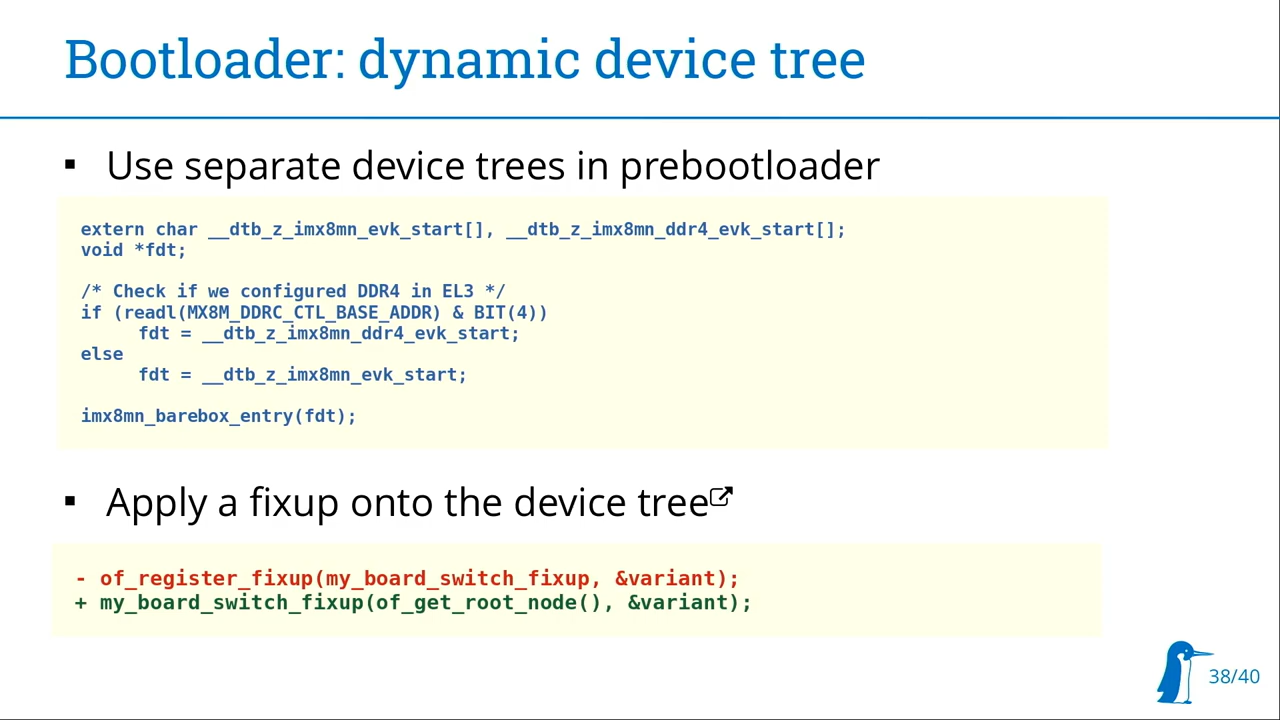 Bootloader: dynamic device tree
▪ Use separate device trees in prebootloader
extern char __dtb_z_imx8mn_evk_start[], __dtb_z_imx8mn_ddr4_evk_start[];
void *fdt;
/* Check if we configured DDR4 in EL3 */
if (readl(MX8M_DDRC_CTL_BASE_ADDR) & BIT(4))
fdt = __dtb_z_imx8mn_ddr4_evk_start;
else
fdt = __dtb_z_imx8mn_evk_start;
imx8mn_barebox_entry(fdt);
▪ Apply a fixup onto the device tree
- of_register_fixup(my_board_switch_fixup, &variant);
+ my_board_switch_fixup(of_get_root_node(), &variant);
38/40